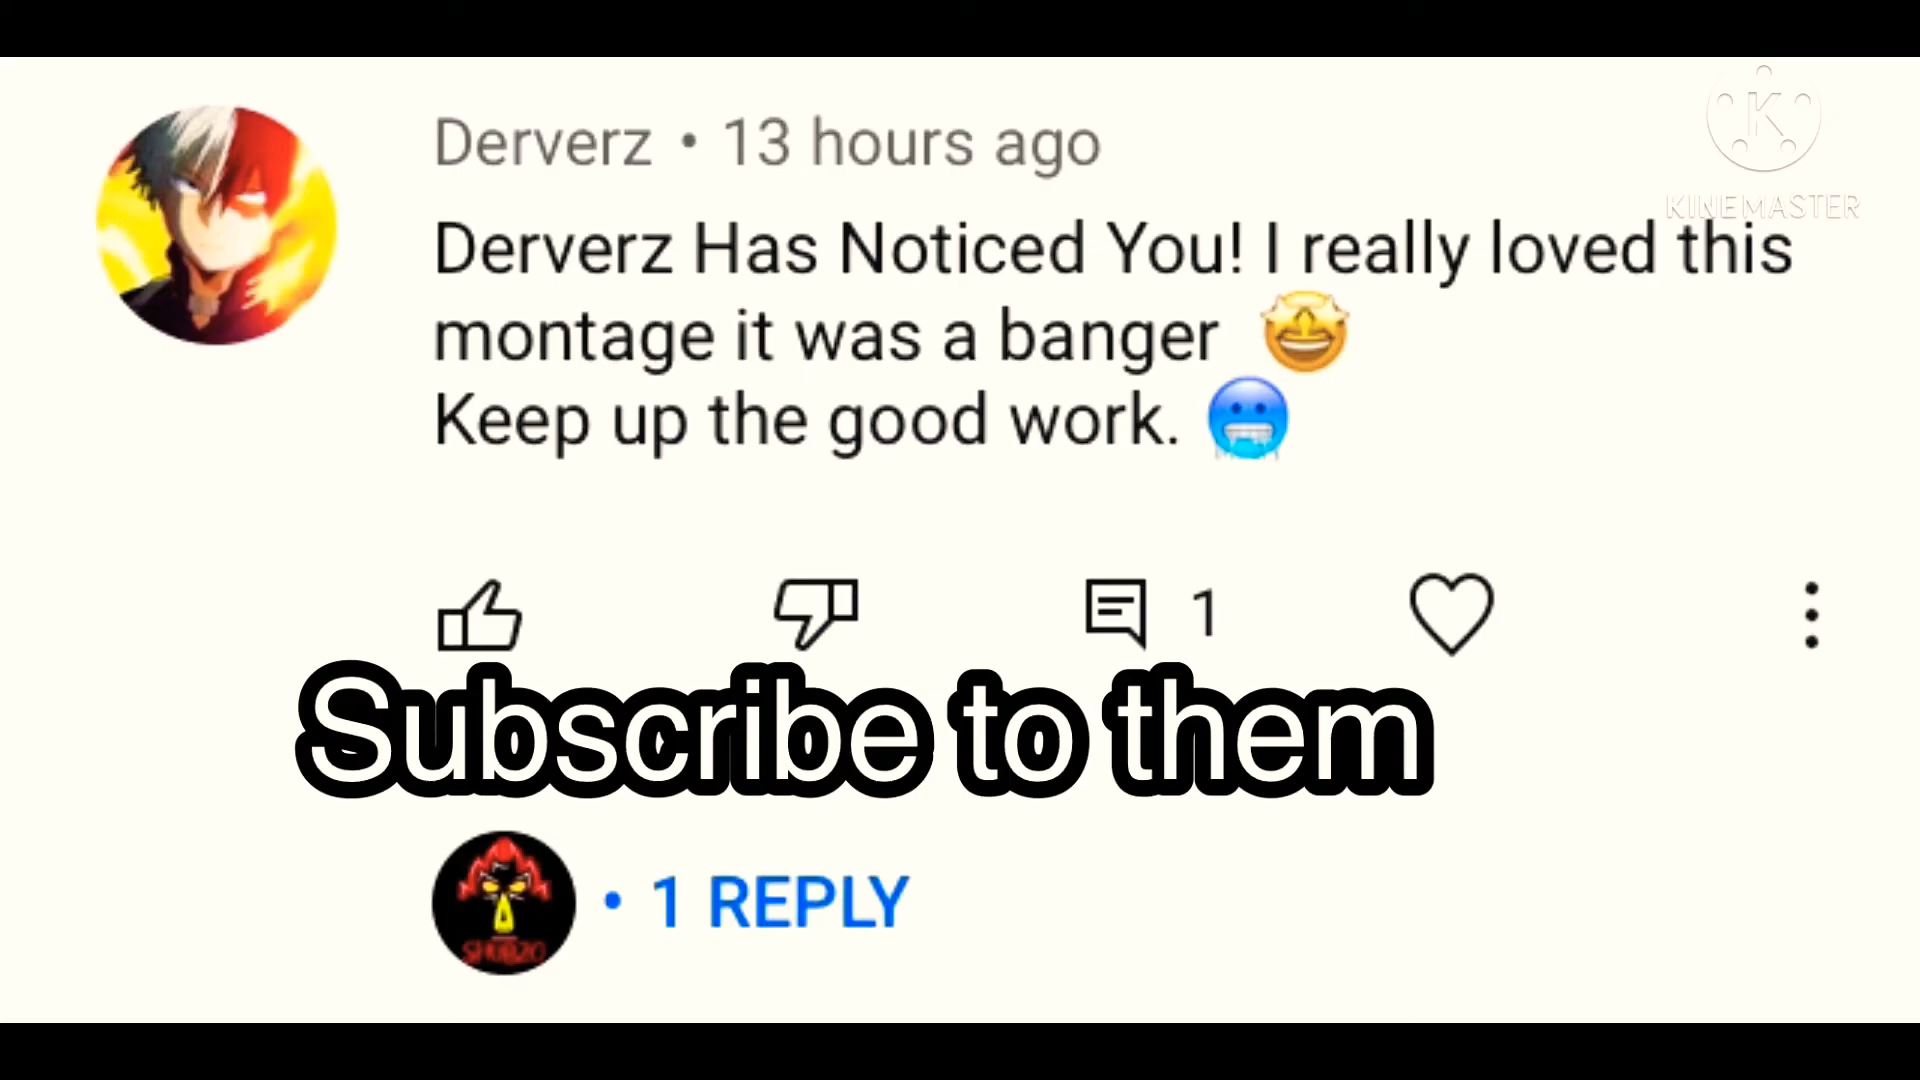 Derverz • 13 hours ago
KINEMASTER
Derverz Has Noticed You! I really loved this
montage it was a banger 🤩
Keep up the good work. 🥶
1
Subscribe to them
SHUBZO
• 1 REPLY